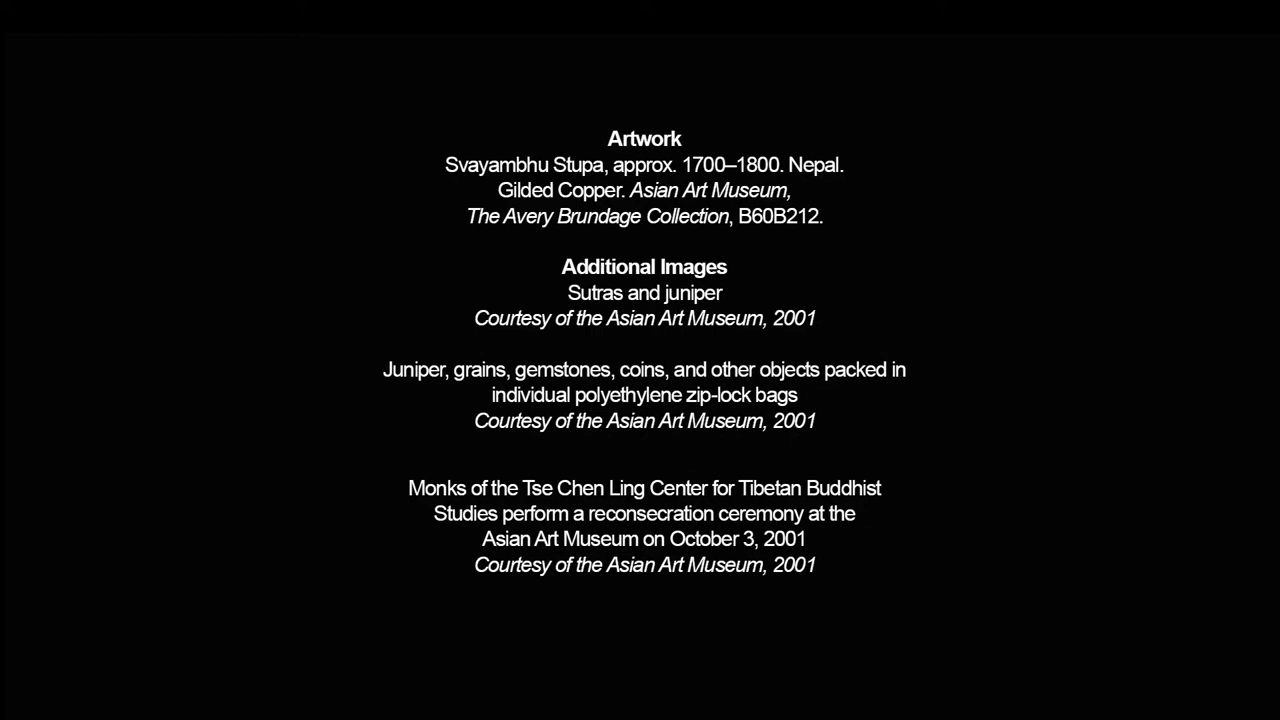 Artwork
Svayambhu Stupa, approx. 1700–1800. Nepal.
Gilded Copper. Asian Art Museum,
The Avery Brundage Collection, B60B212.
Additional Images
Sutras and juniper
Courtesy of the Asian Art Museum, 2001
Juniper, grains, gemstones, coins, and other objects packed in
individual polyethylene zip-lock bags
Courtesy of the Asian Art Museum, 2001
Monks of the Tse Chen Ling Center for Tibetan Buddhist
Studies perform a reconsecration ceremony at the
Asian Art Museum on October 3, 2001
Courtesy of the Asian Art Museum, 2001